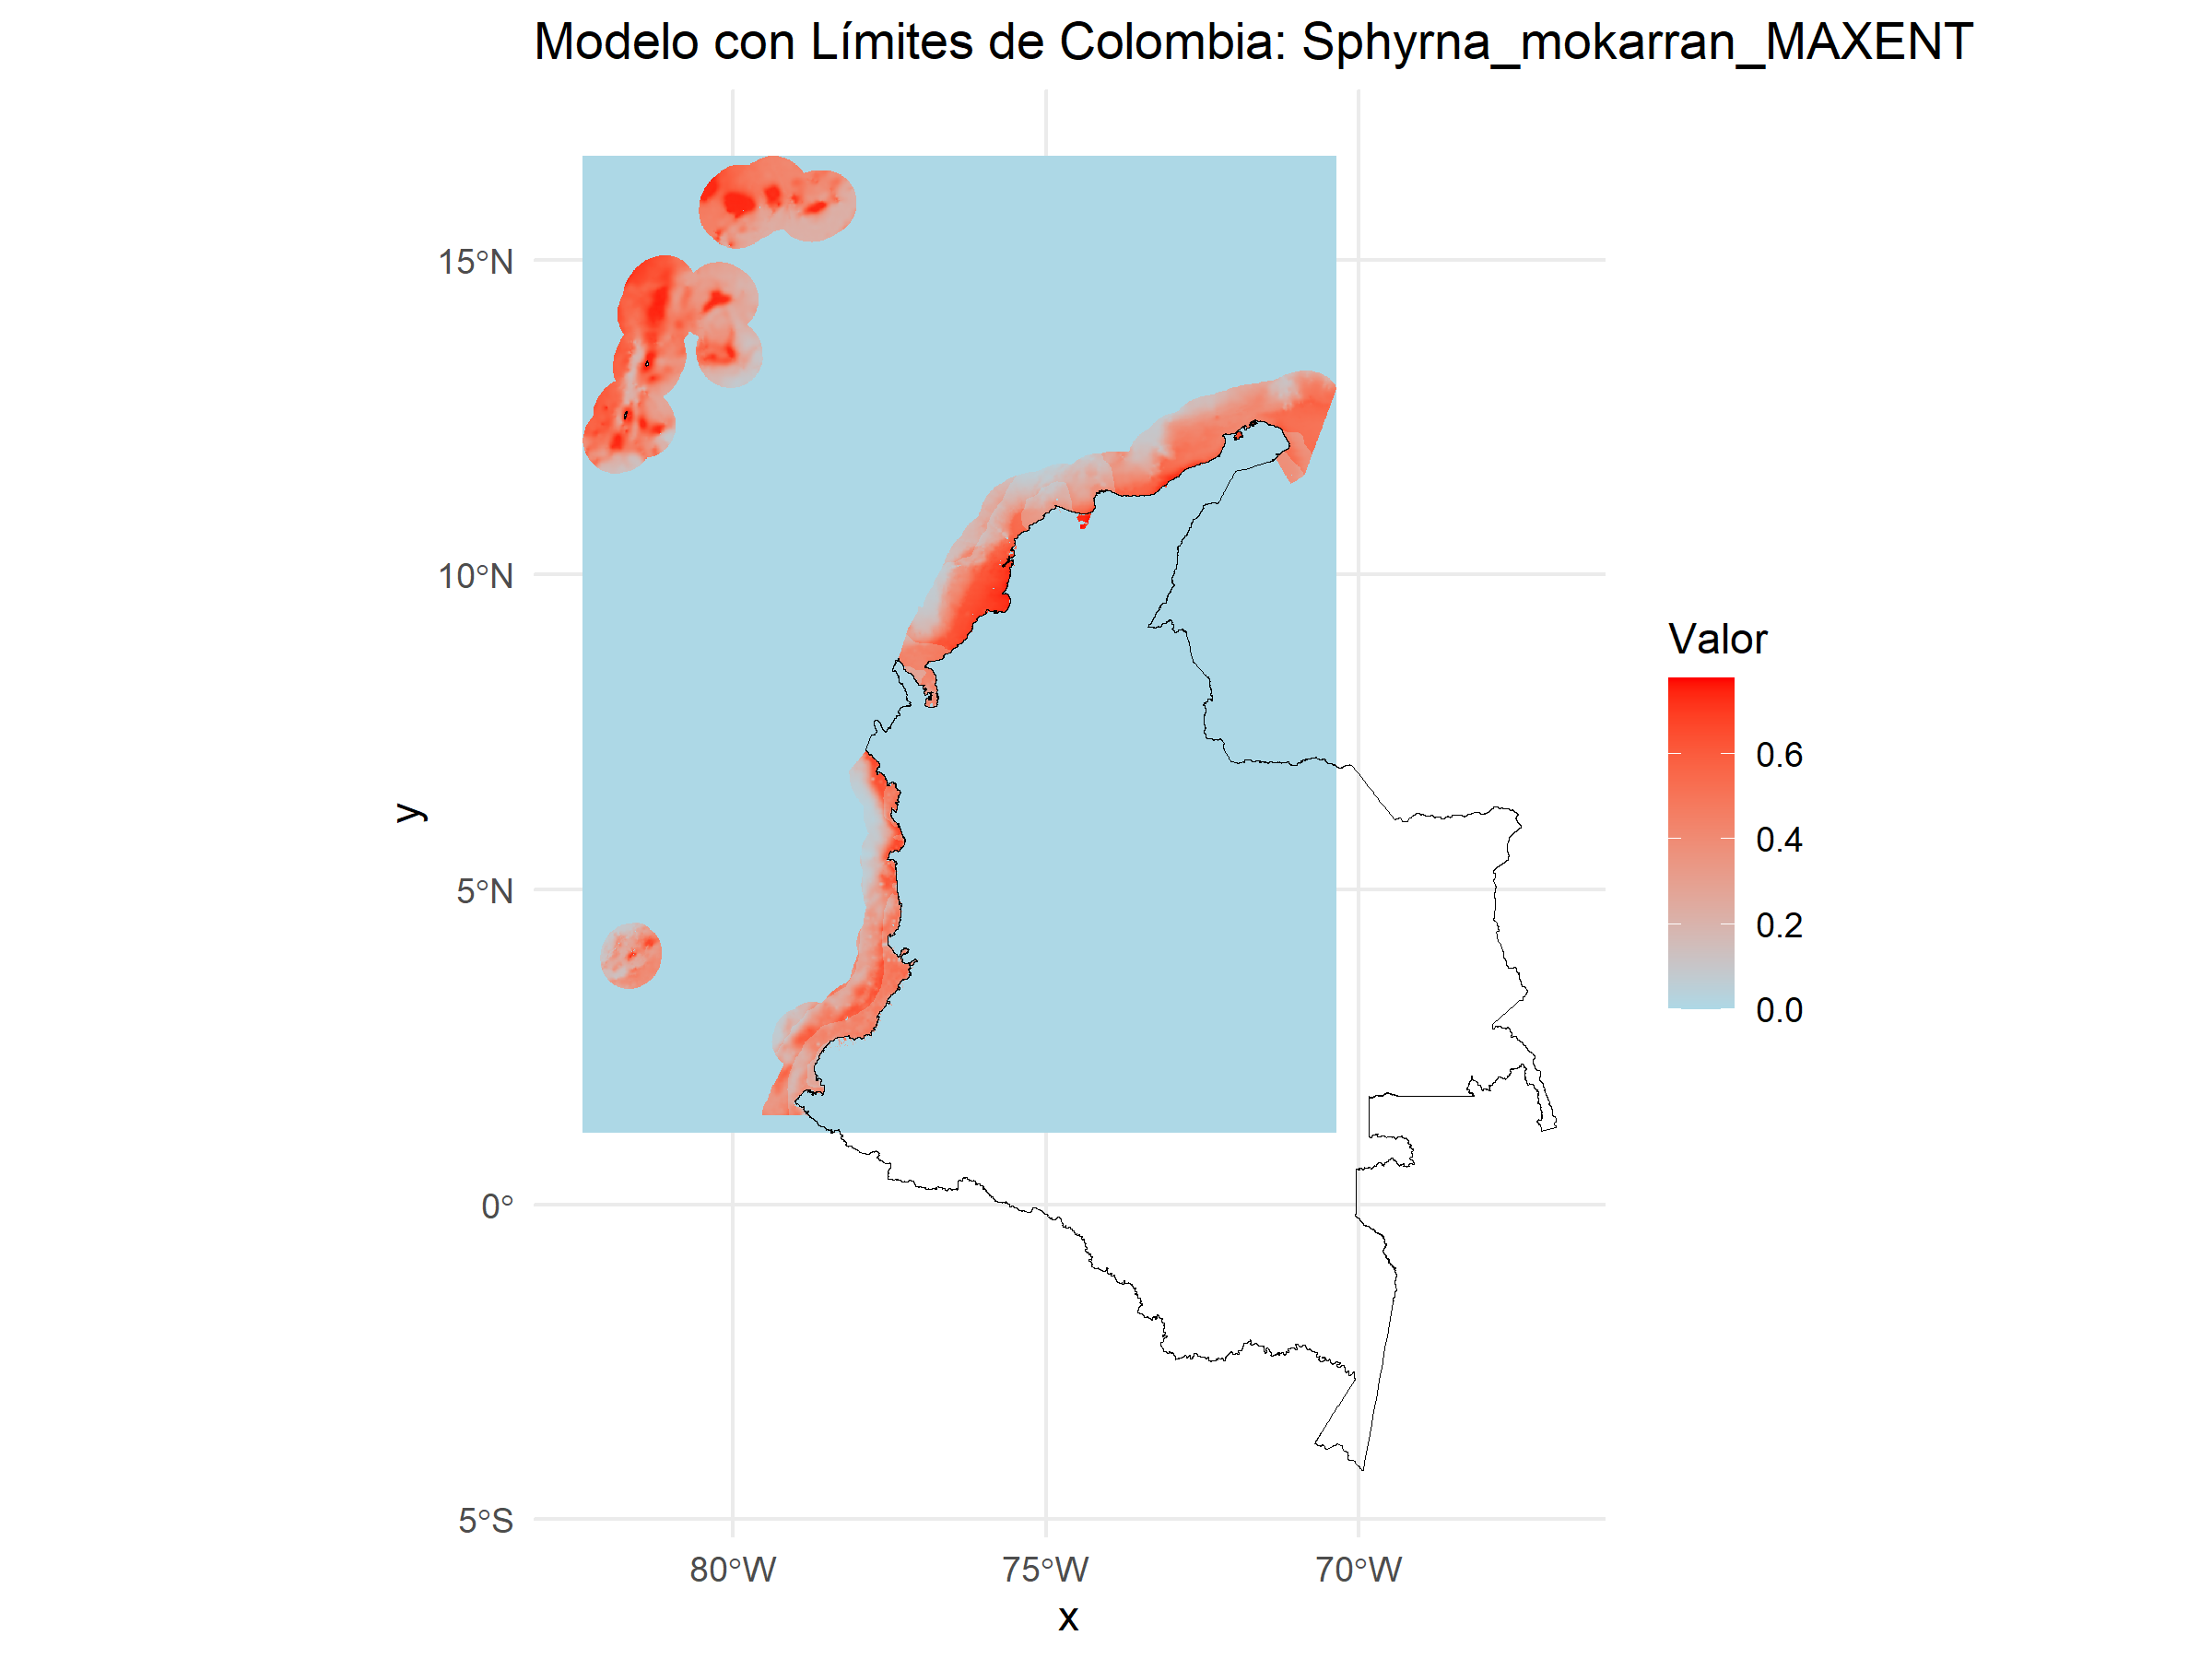 Modelo con Límites de Colombia: Sphyrna_mokarran_MAXENT
15°N
10°N
5°N
0°
5°S
y
80°W
75°W
70°W
x
Valor
0.6
0.4
0.2
0.0